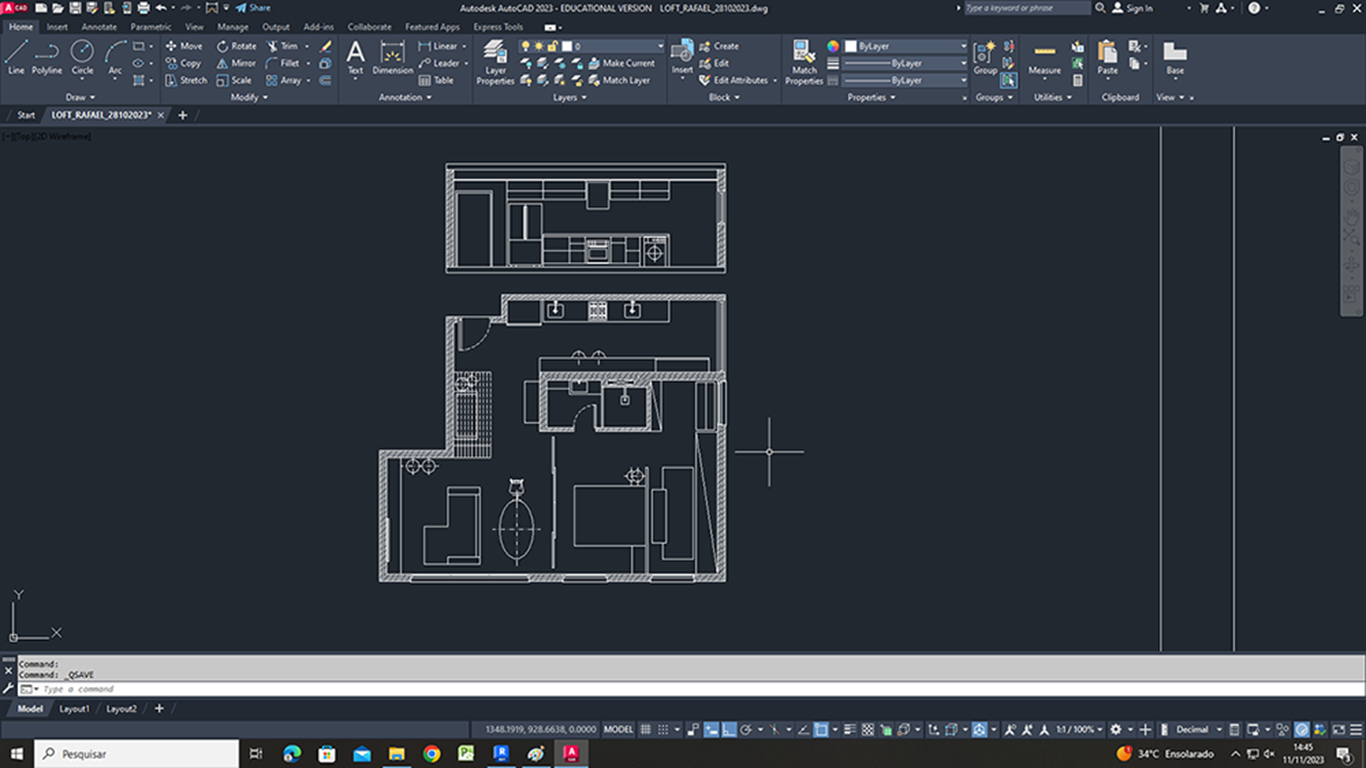 CAD
Share
Autodesk AutoCAD 2023 - EDUCATIONAL VERSION LOFT_RAFAEL_28102023.dwg
Type a keyword or phrase
Sign In
Home Insert Annotate Parametric View Manage Output Add-ins Collaborate Featured Apps Express Tools
Line Polyline Circle Arc
Move Rotate Trim
Copy Mirror Fillet
Stretch Scale Array
A
Text Dimension
Linear
Leader
Table
Layer Properties
0
Make Current
Match Layer
Insert
Create
Edit
Edit Attributes
Match Properties
ByLayer
ByLayer
ByLayer
Group
Measure
Paste
Base
Draw Modify Annotation Layers Block Properties Groups Utilities Clipboard View
Start LOFT_RAFAEL_28102023*
[-][Top][2D Wireframe]
Y
X
Command:
Command: _QSAVE
Type a command
Model Layout1 Layout2
1348.1919, 928.6638, 0.0000 MODEL
1:1 / 100%
Decimal
Pesquisar
34°C Ensolarado
14:45
11/11/2023